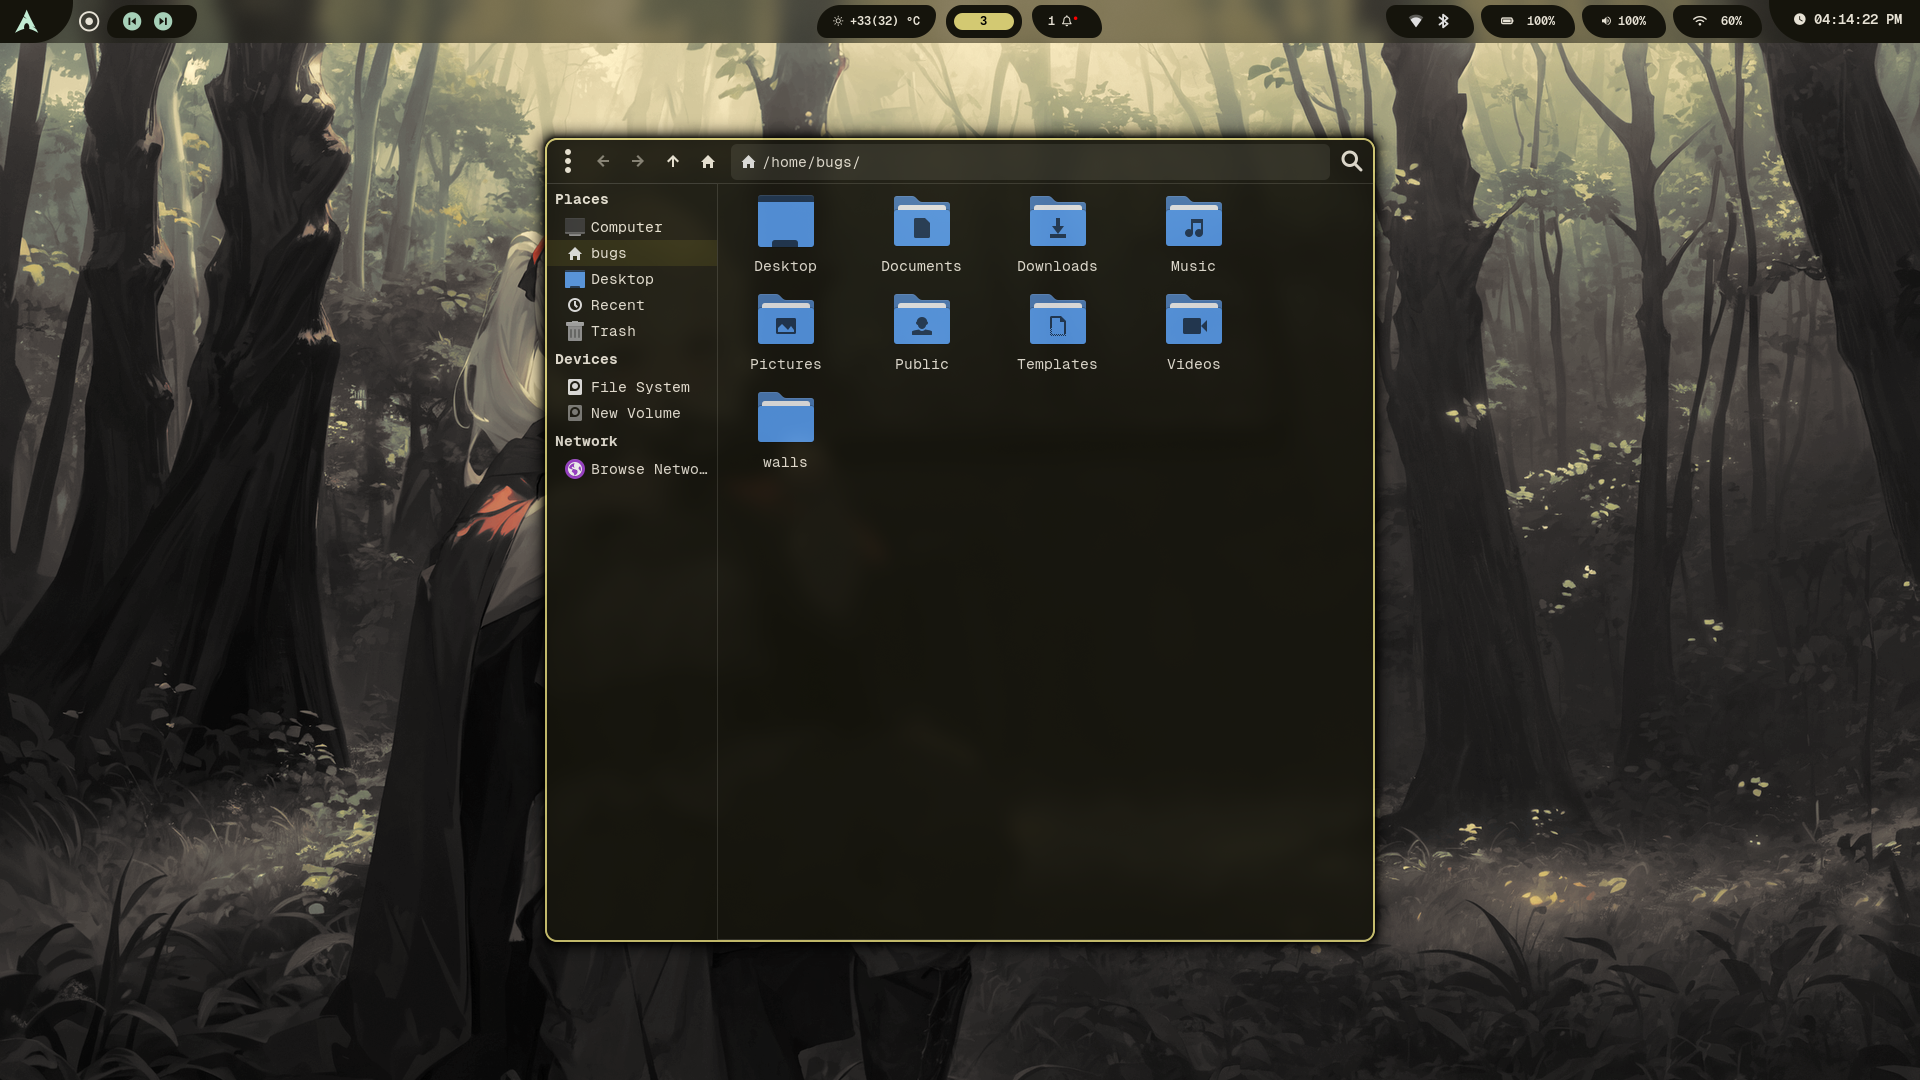 +33(32) °C
3
1
100%
100%
60%
04:14:22 PM
/home/bugs/
Places
Computer
bugs
Desktop
Recent
Trash
Devices
File System
New Volume
Network
Browse Netwo…
Desktop
Documents
Downloads
Music
Pictures
Public
Templates
Videos
walls